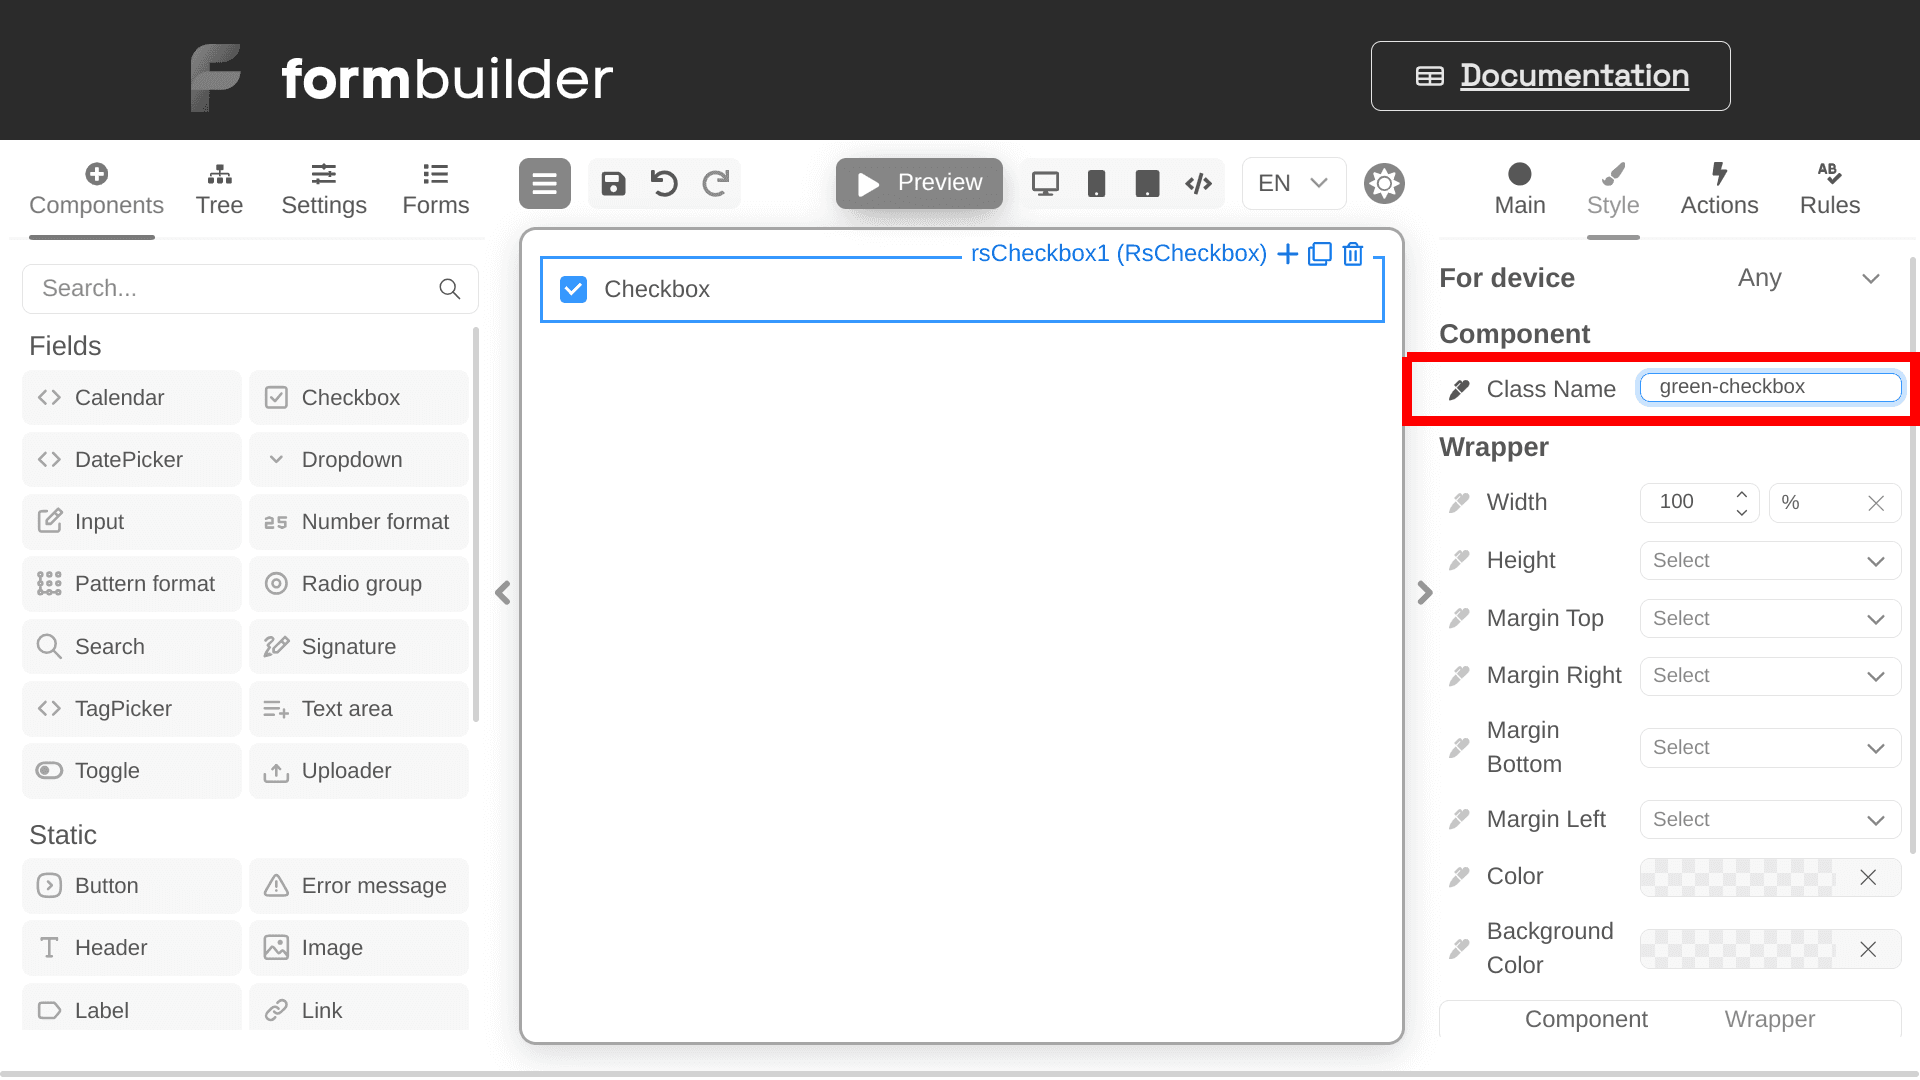 formbuilder
Documentation
Components
Tree
Settings
Forms
Preview
EN
Main
Style
Actions
AB
Rules
Search...
Fields
Calendar
Checkbox
DatePicker
Dropdown
Input
25 Number format
Pattern format
Radio group
Search
Signature
TagPicker
Text area
Toggle
Uploader
Static
Button
Error message
Header
Image
Label
Link
rsCheckbox1 (RsCheckbox)
Checkbox
For device Any
Component
Class Name green-checkbox
Wrapper
Width 100 %
Height Select
Margin Top Select
Margin Right Select
Margin
Bottom
Select
Margin Left Select
Color
Background
Color
Component Wrapper